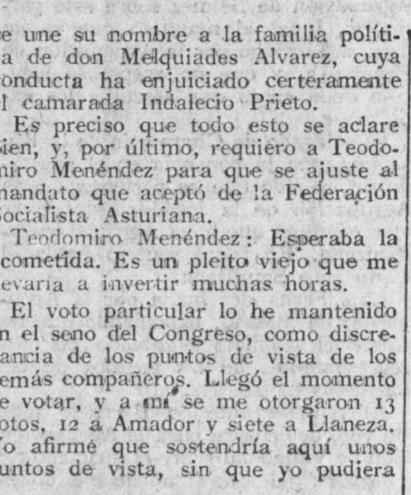 e une su nombre a la familia políti-
a de don Melquiades Alvarez, cuya
onducta ha enjuiciado certeramente
l camarada Indalecio Prieto.
Es preciso que todo esto se aclare
ien, y, por último, requiero a Teodo-
miro Menéndez para que se ajuste al
mandato que aceptó de la Federación
ocialista Asturiana.
Teodomiro Menéndez: Esperaba la
cometida. Es un pleito viejo que me
evaría a invertir muchas horas.
El voto particular lo he mantenido
n el seno del Congreso, como discre-
ancia de los puntos de vista de los
emás compañeros. Llegó el momento
e votar, y a mí se me otorgaron 13
otos, 12 a Amador y siete a Llaneza.
o afirmé que sostendría aquí unos
untos de vista, sin que yo pudiera